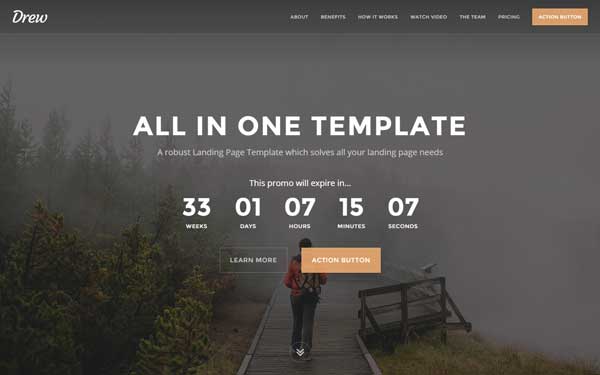 Drew
ABOUT BENEFITS HOW IT WORKS WATCH VIDEO THE TEAM PRICING ACTION BUTTON
ALL IN ONE TEMPLATE
A robust Landing Page Template which solves all your landing page needs
This promo will expire in...
33 01 07 15 07
WEEKS DAYS HOURS MINUTES SECONDS
LEARN MORE ACTION BUTTON